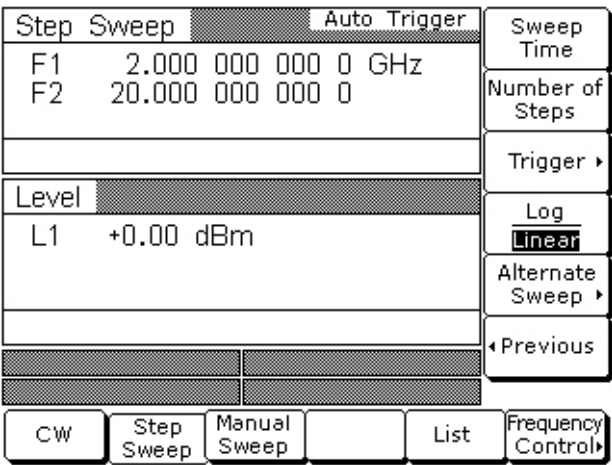 Step Sweep
Auto Trigger
F1 2.000 000 000 0 GHz
F2 20.000 000 000 0
Level
L1 +0.00 dBm
Sweep
Time
Number of
Steps
Trigger
Log
Linear
Alternate
Sweep
Previous
CW
Step
Sweep
Manual
Sweep
List
Frequency
Control